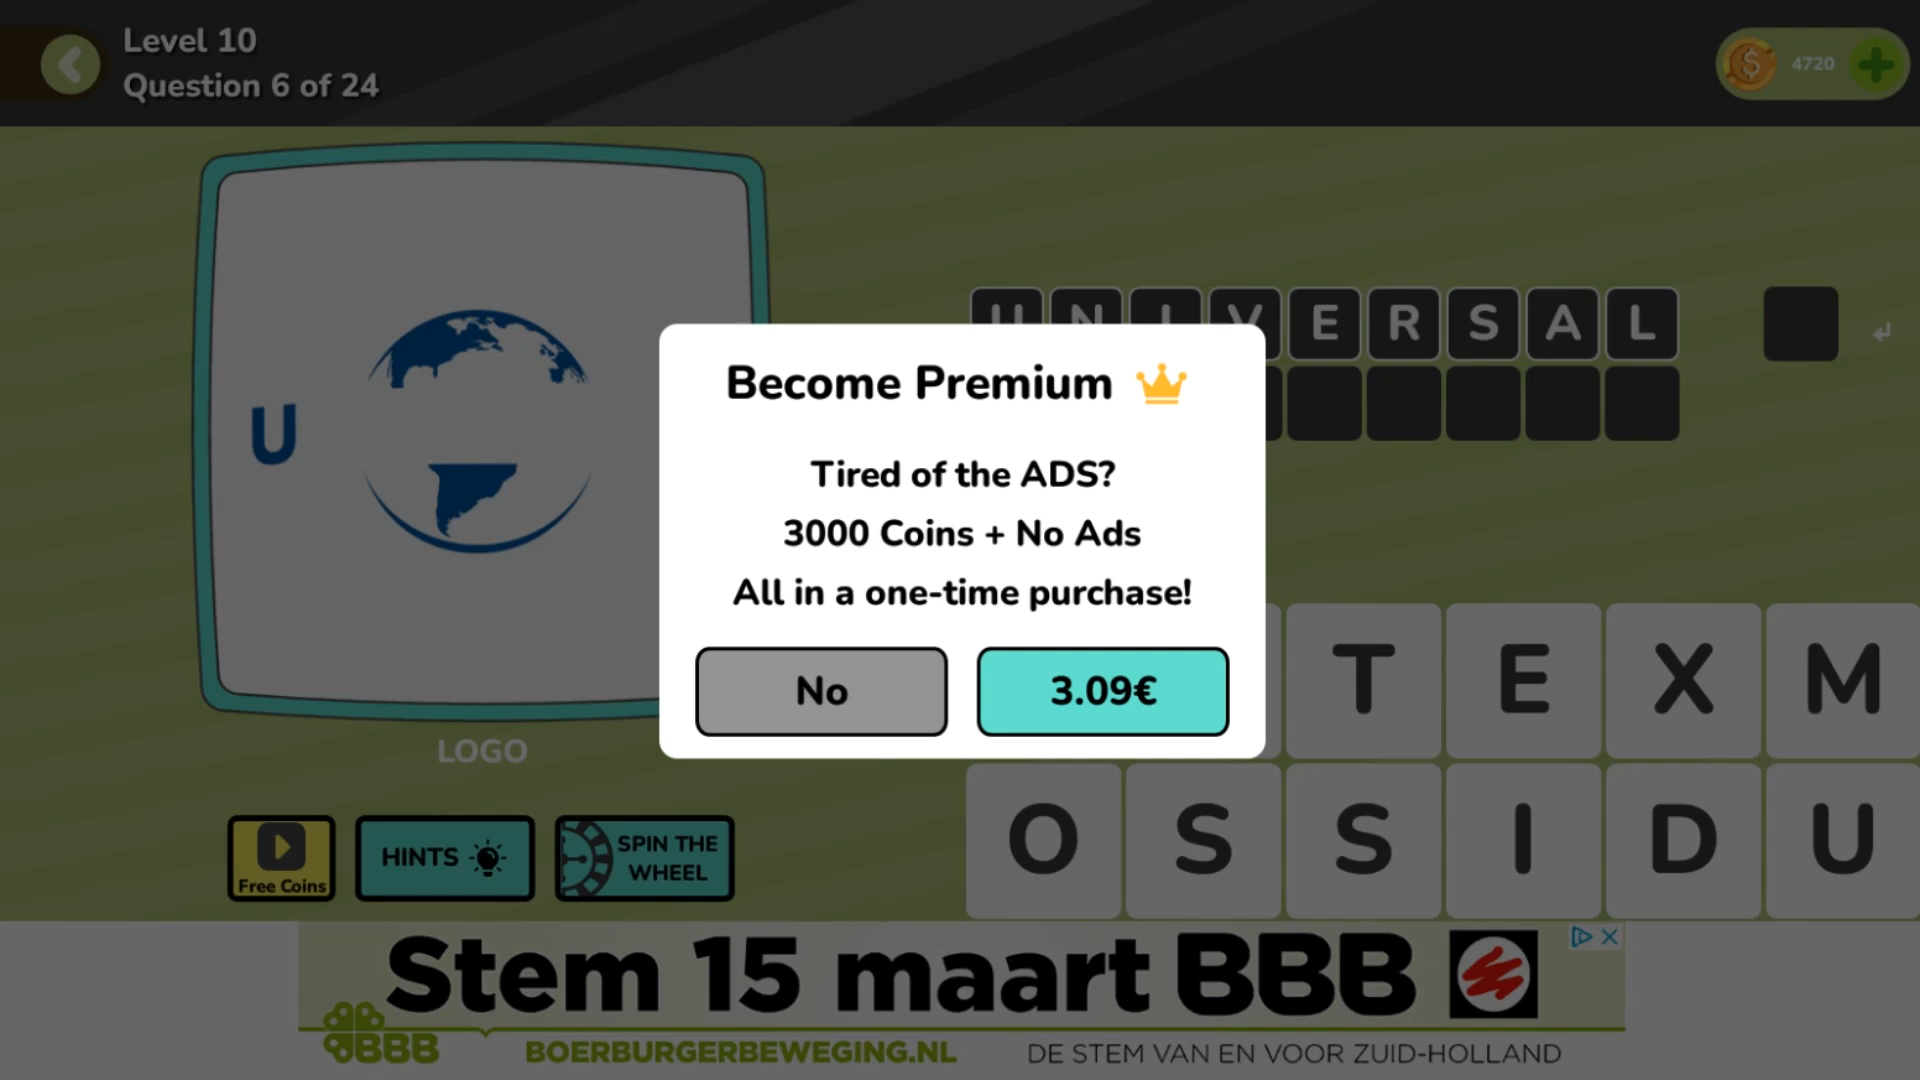 Level 10
Question 6 of 24
4720
U
UNIVERSAL
Become Premium
Tired of the ADS?
3000 Coins + No Ads
All in a one-time purchase!
No
3.09€
LOGO
T E X M
O S S I D U
Free Coins
HINTS
SPIN THE
WHEEL
Stem 15 maart BBB
BBB
BOERBURGERBEWEGING.NL
DE STEM VAN EN VOOR ZUID-HOLLAND